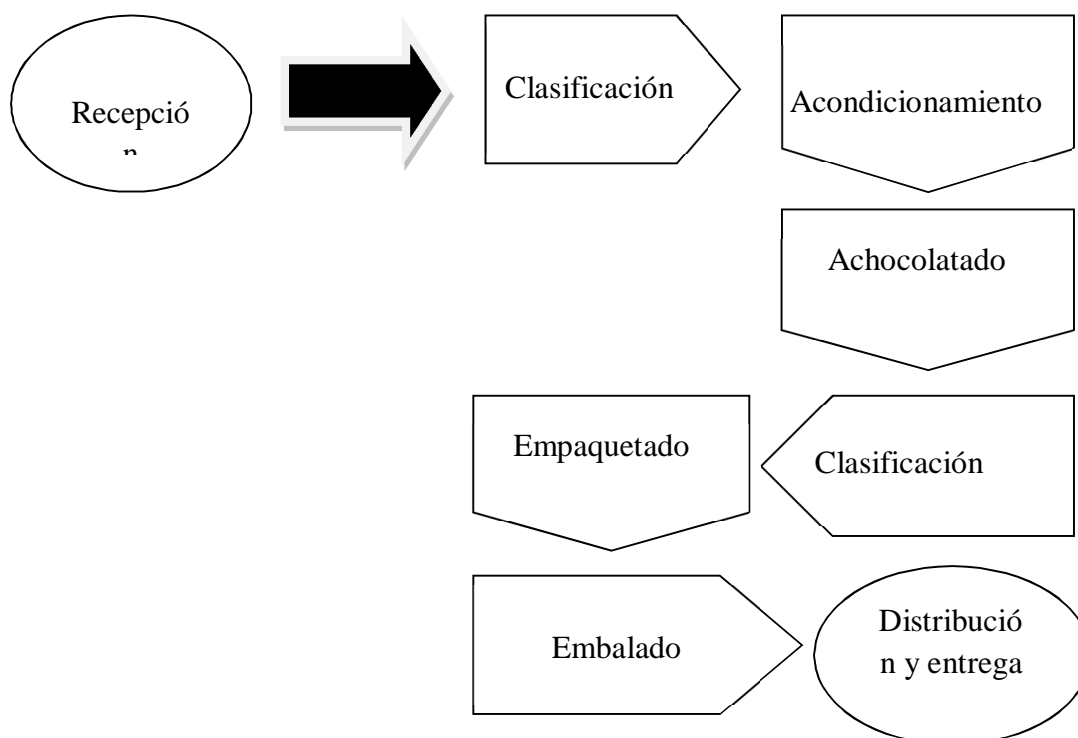 Recepció
n
Clasificación
Acondicionamiento
Achocolatado
Clasificación
Empaquetado
Embalado
Distribució
n y entrega